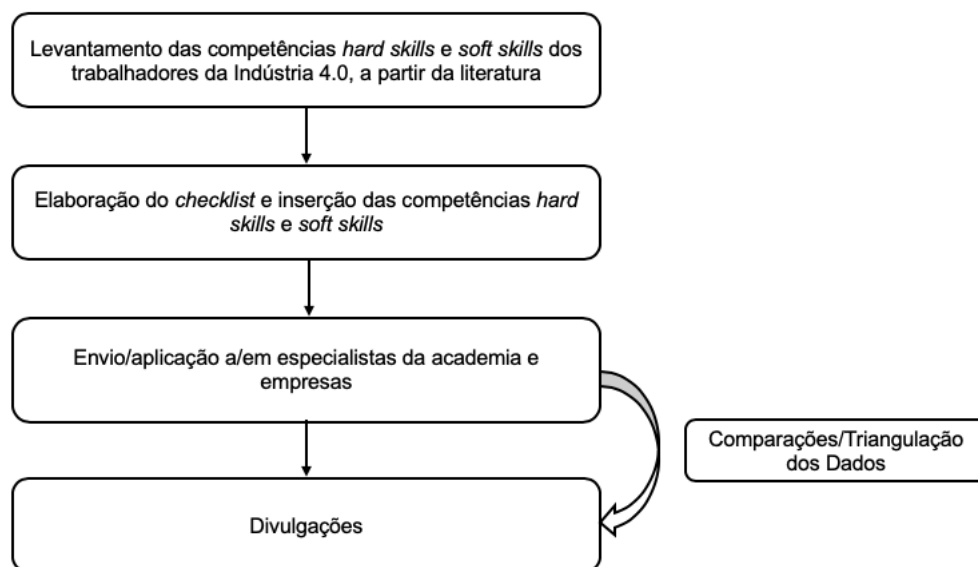 Levantamento das competências hard skills e soft skills dos
trabalhadores da Indústria 4.0, a partir da literatura
Elaboração do checklist e inserção das competências hard
skills e soft skills
Envio/aplicação a/em especialistas da academia e
empresas
Comparações/Triangulação
dos Dados
Divulgações